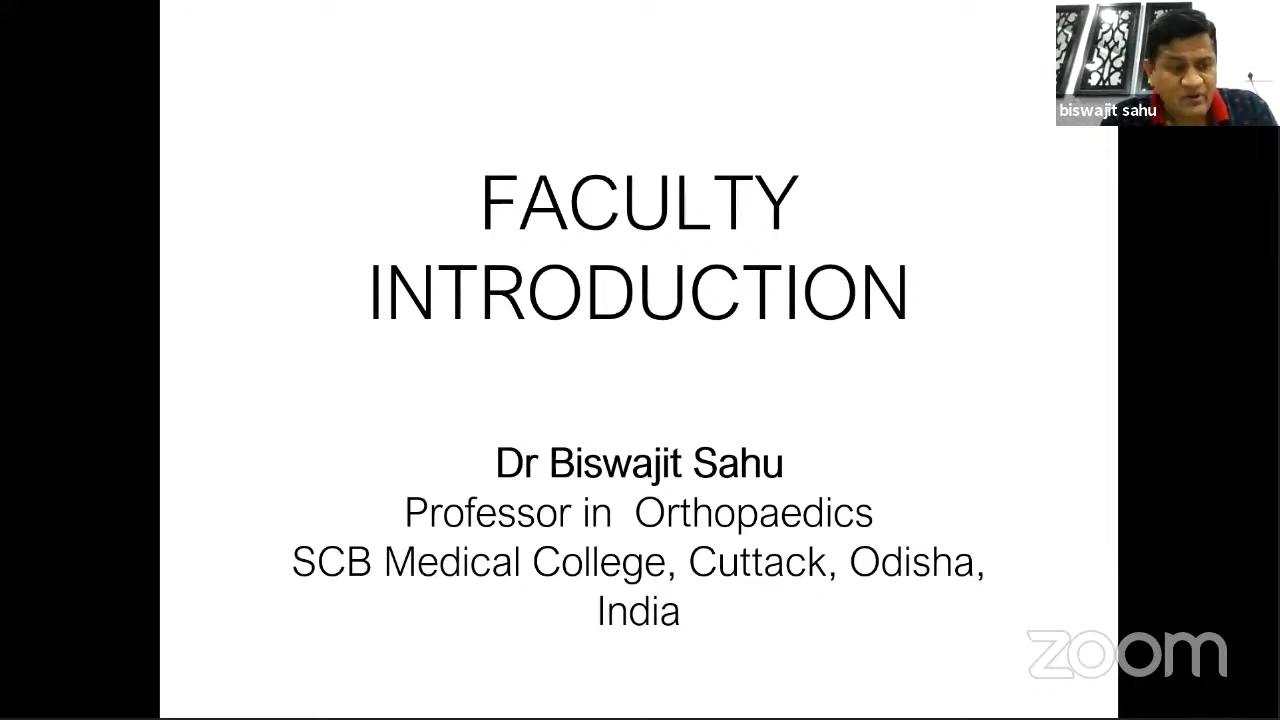 biswajit sahu
FACULTY
INTRODUCTION
Dr Biswajit Sahu
Professor in  Orthopaedics
SCB Medical College, Cuttack, Odisha,
India
zoom